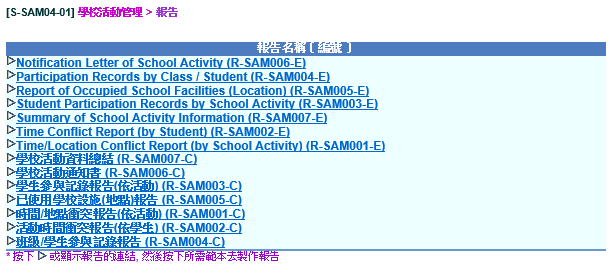 [S-SAM04-01] 學校活動管理 > 報告
報告名稱 ( 編號 )
Notification Letter of School Activity (R-SAM006-E)
Participation Records by Class / Student (R-SAM004-E)
Report of Occupied School Facilities (Location) (R-SAM005-E)
Student Participation Records by School Activity (R-SAM003-E)
Summary of School Activity Information (R-SAM007-E)
Time Conflict Report (by Student) (R-SAM002-E)
Time/Location Conflict Report (by School Activity) (R-SAM001-E)
學校活動資料總結 (R-SAM007-C)
學校活動通知書 (R-SAM006-C)
學生參與記錄報告(依活動) (R-SAM003-C)
已使用學校設施(地點)報告 (R-SAM005-C)
時間/地點衝突報告(依活動) (R-SAM001-C)
活動時間衝突報告(依學生) (R-SAM002-C)
班級/學生參與記錄報告 (R-SAM004-C)
* 按下 ▷ 或顯示報告的連結, 然後按下所需範本去製作報告